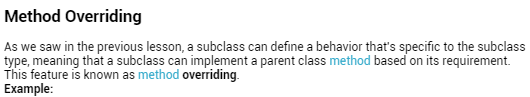 Method Overriding
As we saw in the previous lesson, a subclass can define a behavior that's specific to the subclass
type, meaning that a subclass can implement a parent class method based on its requirement.
This feature is known as method overriding.
Example: